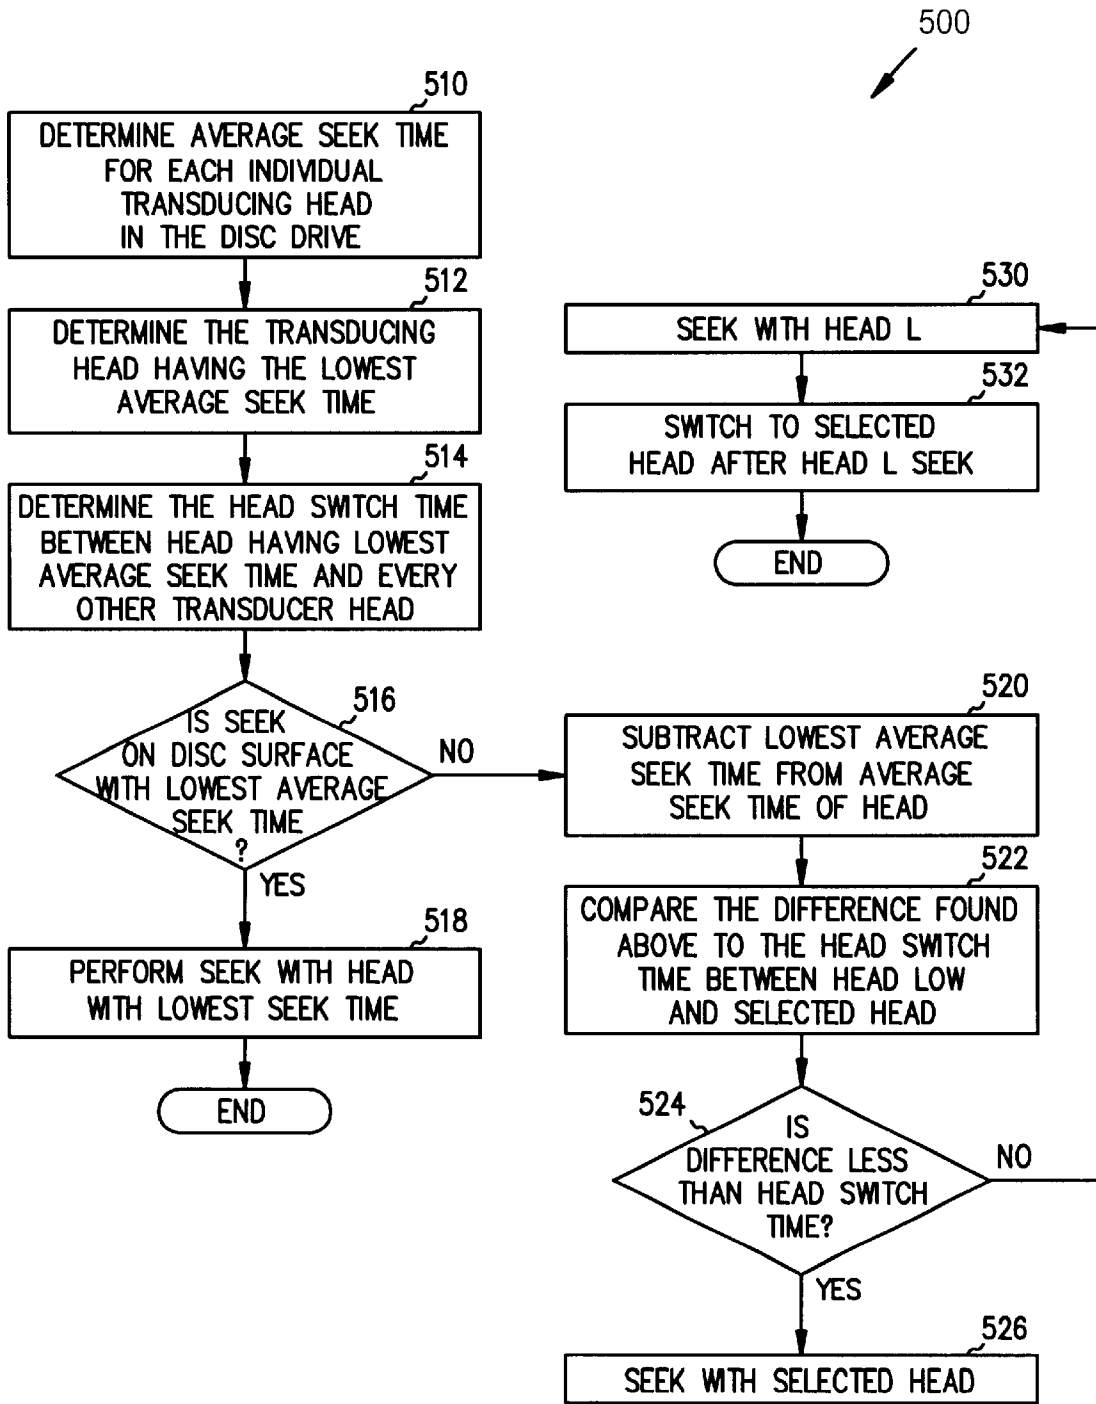 500
510
DETERMINE AVERAGE SEEK TIME
FOR EACH INDIVIDUAL
TRANSDUCING HEAD
IN THE DISC DRIVE
512
DETERMINE THE TRANSDUCING
HEAD HAVING THE LOWEST
AVERAGE SEEK TIME
514
DETERMINE THE HEAD SWITCH TIME
BETWEEN HEAD HAVING LOWEST
AVERAGE SEEK TIME AND EVERY
OTHER TRANSDUCER HEAD
516
IS SEEK
ON DISC SURFACE
WITH LOWEST AVERAGE
SEEK TIME
?
NO
YES
518
PERFORM SEEK WITH HEAD
WITH LOWEST SEEK TIME
END
520
SUBTRACT LOWEST AVERAGE
SEEK TIME FROM AVERAGE
SEEK TIME OF HEAD
522
COMPARE THE DIFFERENCE FOUND
ABOVE TO THE HEAD SWITCH
TIME BETWEEN HEAD LOW
AND SELECTED HEAD
524
IS
DIFFERENCE LESS
THAN HEAD SWITCH
TIME?
NO
YES
526
SEEK WITH SELECTED HEAD
530
SEEK WITH HEAD L
532
SWITCH TO SELECTED
HEAD AFTER HEAD L SEEK
END